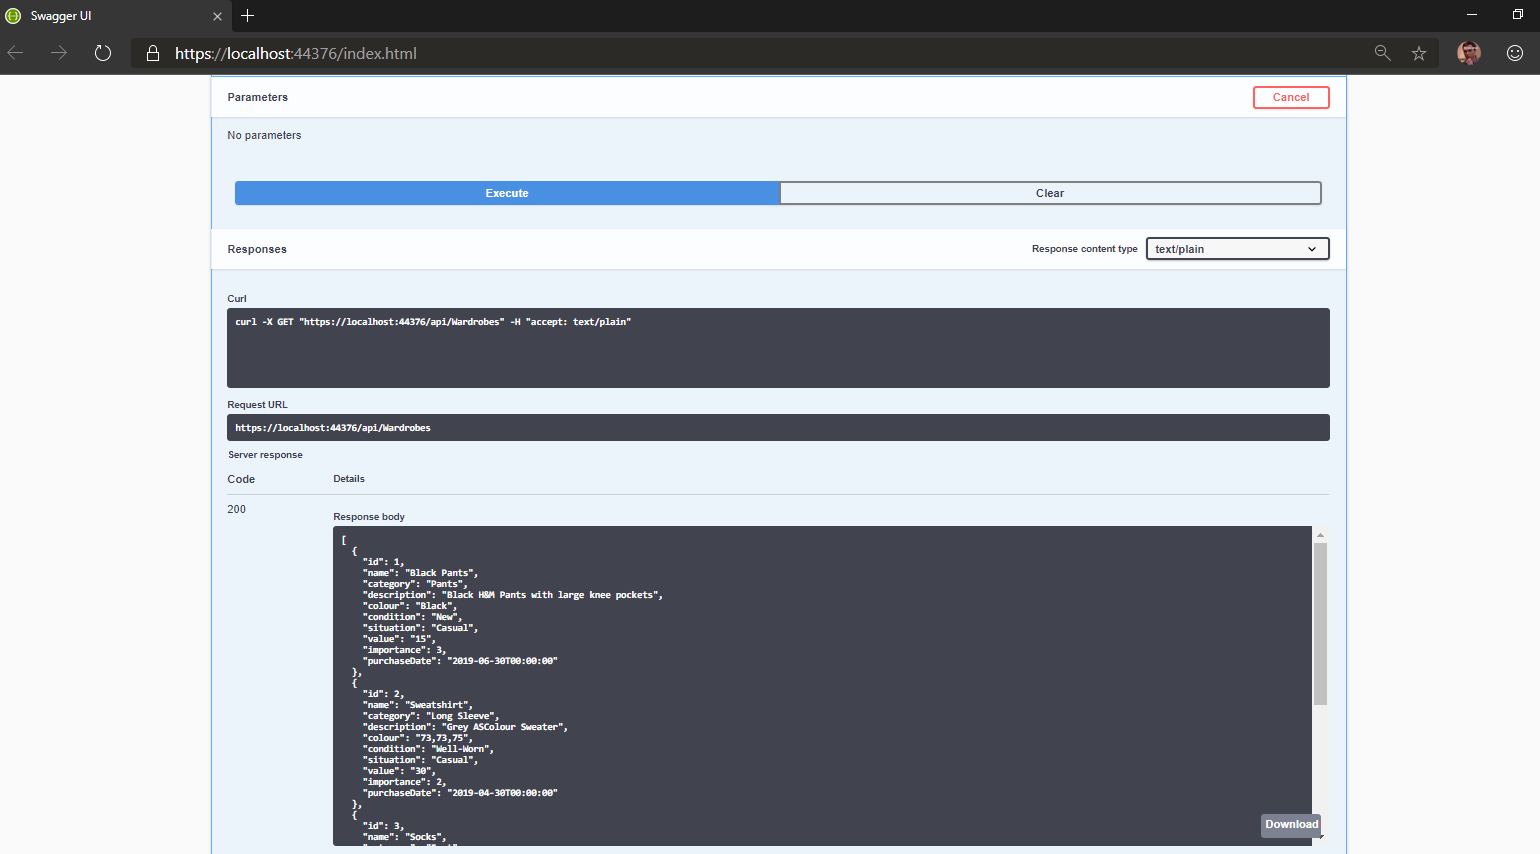 Swagger UI
https://localhost:44376/index.html
Parameters
Cancel
No parameters
Execute
Clear
Responses
Response content type
text/plain
Curl
curl -X GET "https://localhost:44376/api/Wardrobes" -H "accept: text/plain"
Request URL
https://localhost:44376/api/Wardrobes
Server response
Code
Details
200
Response body
[
{
"id": 1,
"name": "Black Pants",
"category": "Pants",
"description": "Black H&M Pants with large knee pockets",
"colour": "Black",
"condition": "New",
"situation": "Casual",
"value": "15",
"importance": 3,
"purchaseDate": "2019-06-30T00:00:00"
},
{
"id": 2,
"name": "Sweatshirt",
"category": "Long Sleeve",
"description": "Grey ASColour Sweater",
"colour": "73,73,75",
"condition": "Well-Worn",
"situation": "Casual",
"value": "30",
"importance": 2,
"purchaseDate": "2019-04-30T00:00:00"
},
{
"id": 3,
"name": "Socks",
Download